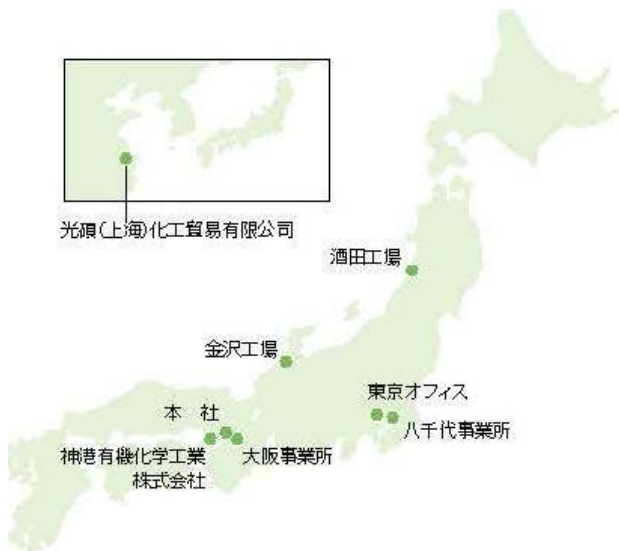 光碩(上海)化工貿易有限公司
酒田工場
金沢工場
東京オフィス
八千代事業所
本 社
神港有機化学工業
株式会社
大阪事業所